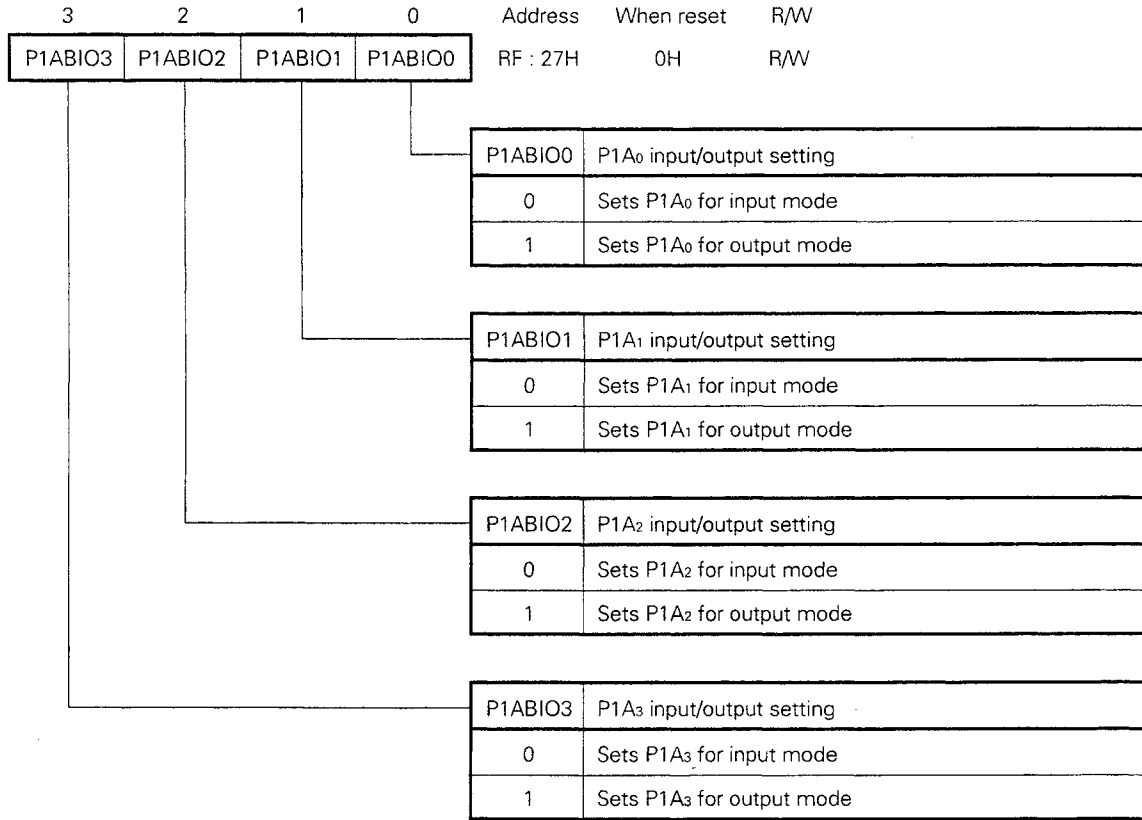 3 2 1 0 Address When reset R/W
P1ABIO3 P1ABIO2 P1ABIO1 P1ABIO0 RF : 27H 0H R/W
P1ABIO0 P1A₀ input/output setting
0 Sets P1A₀ for input mode
1 Sets P1A₀ for output mode
P1ABIO1 P1A₁ input/output setting
0 Sets P1A₁ for input mode
1 Sets P1A₁ for output mode
P1ABIO2 P1A₂ input/output setting
0 Sets P1A₂ for input mode
1 Sets P1A₂ for output mode
P1ABIO3 P1A₃ input/output setting
0 Sets P1A₃ for input mode
1 Sets P1A₃ for output mode